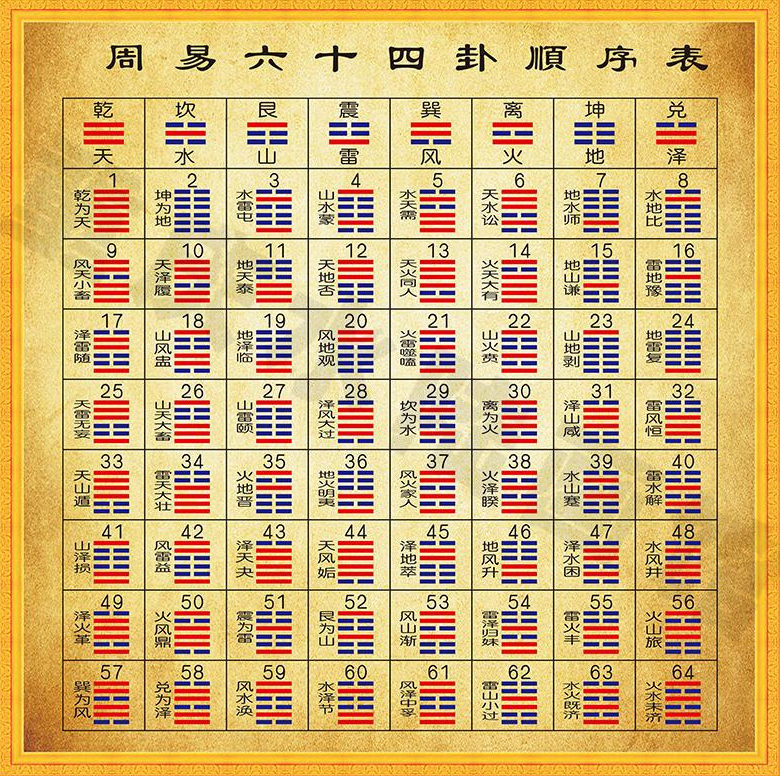 周易六十四卦順序表
乾 坎 艮 震 巽 离 坤 兑
天 水 山 雷 风 火 地 泽
1 2 3 4 5 6 7 8
乾为天 坤为地 水雷屯 山水蒙 水天需 天水讼 地水师 水地比
9 10 11 12 13 14 15 16
风天小畜 天泽履 地天泰 天地否 天火同人 火天大有 地山谦 雷地豫
17 18 19 20 21 22 23 24
泽雷随 山风蛊 地泽临 风地观 火雷噬嗑 山火贲 山地剥 地雷复
25 26 27 28 29 30 31 32
天雷无妄 山天大畜 山雷颐 泽风大过 坎为水 离为火 泽山咸 雷风恒
33 34 35 36 37 38 39 40
天山遁 雷天大壮 火地晋 地火明夷 风火家人 火泽睽 水山蹇 雷水解
41 42 43 44 45 46 47 48
山泽损 风雷益 泽天夬 天风姤 泽地萃 地风升 泽水困 水风井
49 50 51 52 53 54 55 56
泽火革 火风鼎 震为雷 艮为山 风山渐 雷泽归妹 雷火丰 火山旅
57 58 59 60 61 62 63 64
巽为风 兑为泽 风水涣 水泽节 风泽中孚 雷山小过 水火既济 火水未济